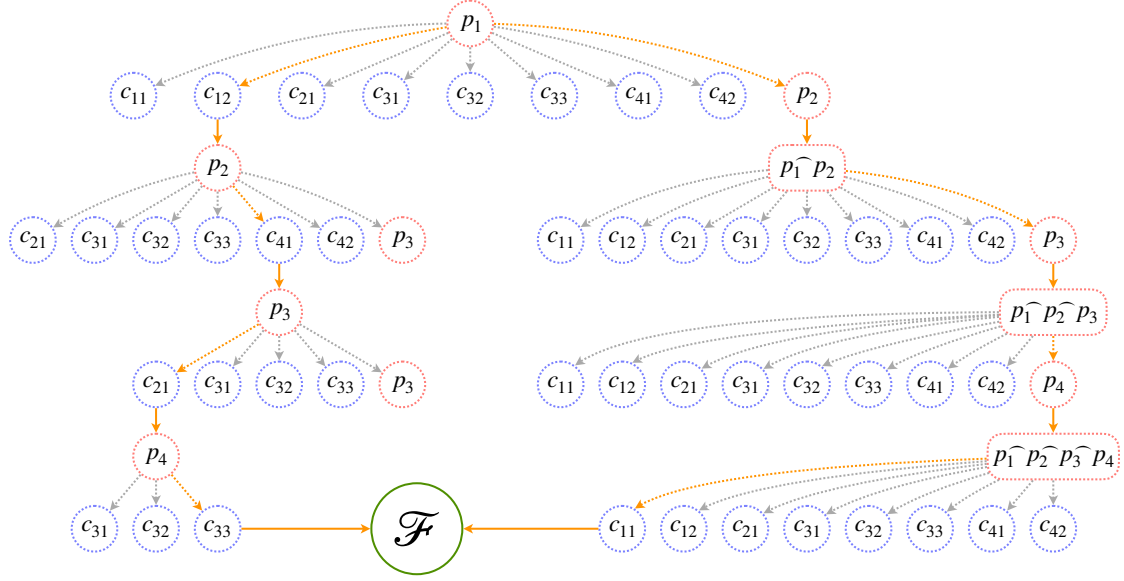 p₁
c₁₁ c₁₂ c₂₁ c₃₁ c₃₂ c₃₃ c₄₁ c₄₂ p₂
p₂ p₁⁀p₂
c₂₁ c₃₁ c₃₂ c₃₃ c₄₁ c₄₂ p₃ c₁₁ c₁₂ c₂₁ c₃₁ c₃₂ c₃₃ c₄₁ c₄₂ p₃
p₃ p₁⁀p₂⁀p₃
c₂₁ c₃₁ c₃₂ c₃₃ p₃ c₁₁ c₁₂ c₂₁ c₃₁ c₃₂ c₃₃ c₄₁ c₄₂ p₄
p₄ p₁⁀p₂⁀p₃⁀p₄
c₃₁ c₃₂ c₃₃ ℱ c₁₁ c₁₂ c₂₁ c₃₁ c₃₂ c₃₃ c₄₁ c₄₂